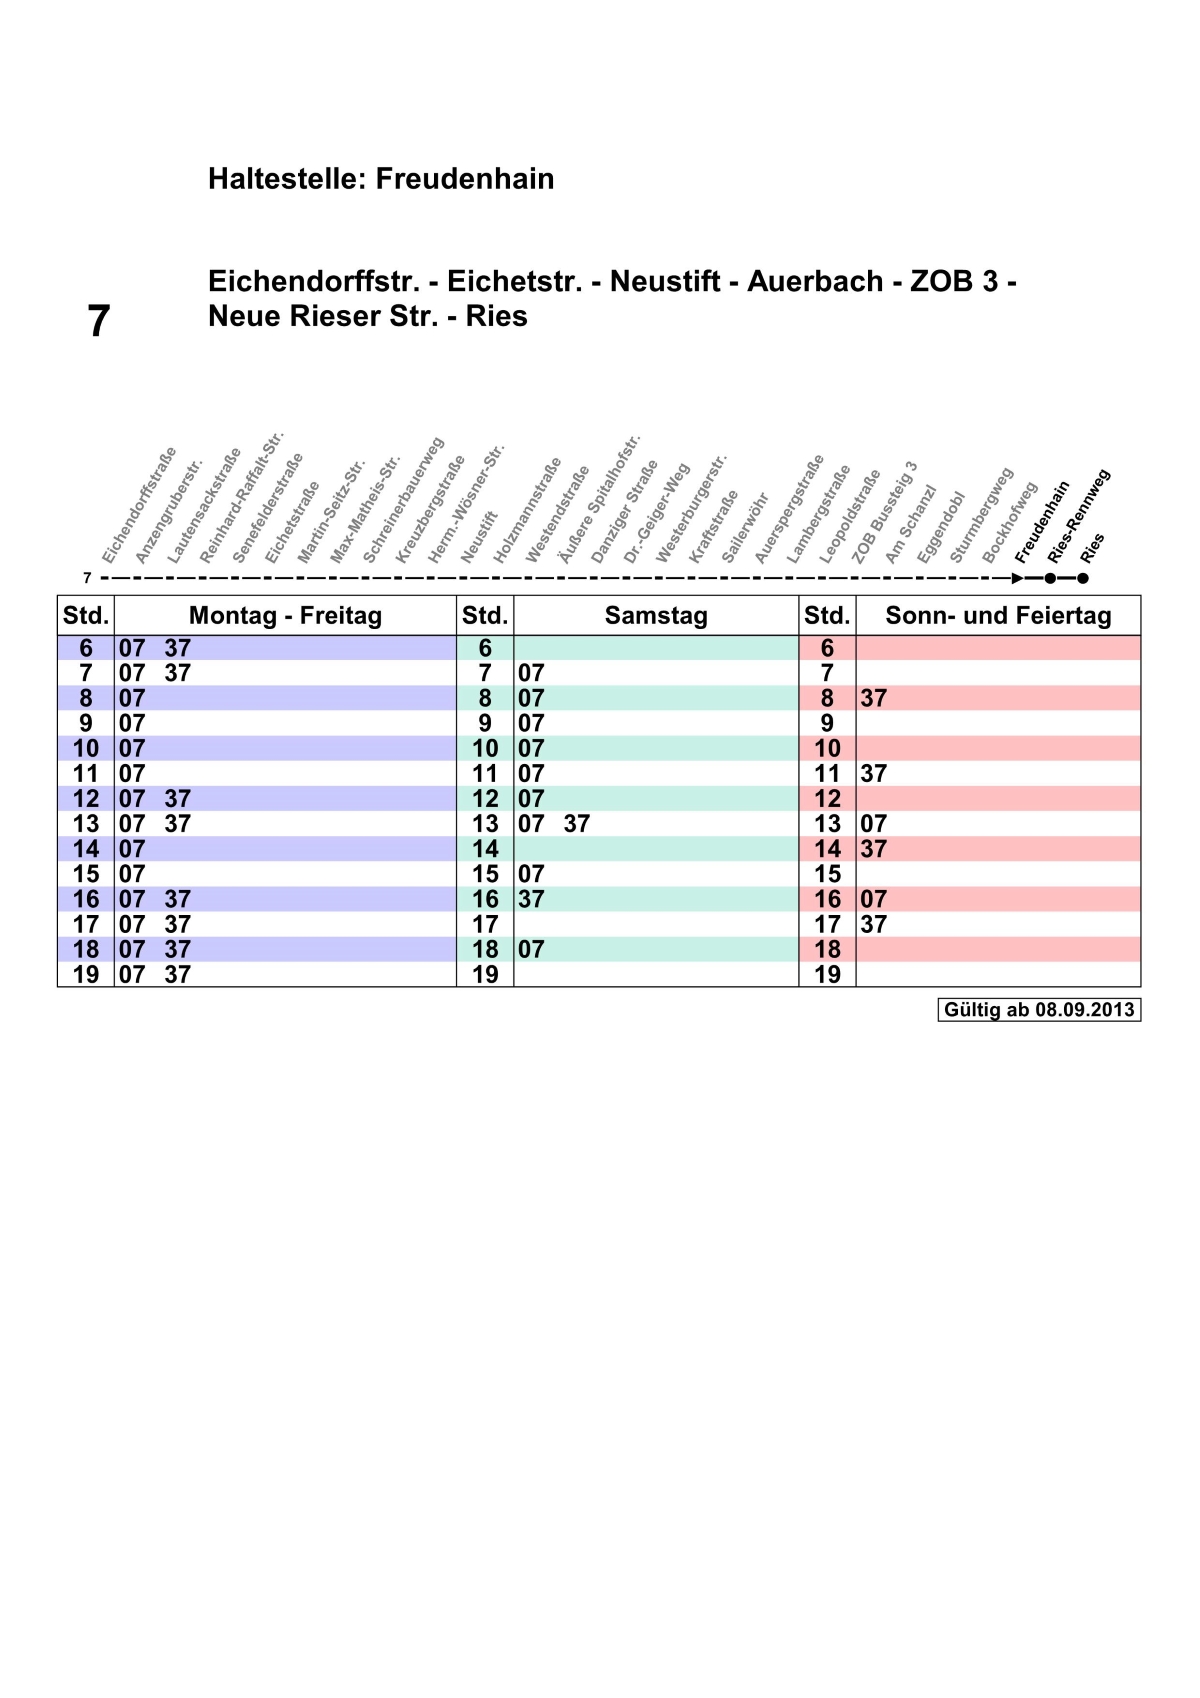 Haltestelle: Freudenhain
Eichendorffstr. - Eichetstr. - Neustift - Auerbach - ZOB 3 -
7 Neue Rieser Str. - Ries
Eichendorffstraße
Anzengruberstr.
Lautensackstraße
Reinhard-Raffalt-Str.
Senefelderstraße
Eichetstraße
Martin-Seitz-Str.
Max-Matheis-Str.
Schreinerbauerweg
Kreuzbergstraße
Herm.-Wösner-Str.
Neustift
Holzmannstraße
Westendstraße
Äußere Spitalhofstr.
Danziger Straße
Dr.-Geiger-Weg
Westerburgerstr.
Kraftstraße
Sailerwöhr
Auerspergstraße
Lambergstraße
Leopoldstraße
ZOB Bussteig 3
Am Schanzl
Eggendobl
Sturmbergweg
Bockhofweg
Freudenhain
Ries-Rennweg
Ries
7
Std. Montag - Freitag Std. Samstag Std. Sonn- und Feiertag
6 07 37 6 6
7 07 37 7 07 7
8 07 8 07 8 37
9 07 9 07 9
10 07 10 07 10
11 07 11 07 11 37
12 07 37 12 07 12
13 07 37 13 07 37 13 07
14 07 14 14 37
15 07 15 07 15
16 07 37 16 37 16 07
17 07 37 17 17 37
18 07 37 18 07 18
19 07 37 19 19
Gültig ab 08.09.2013